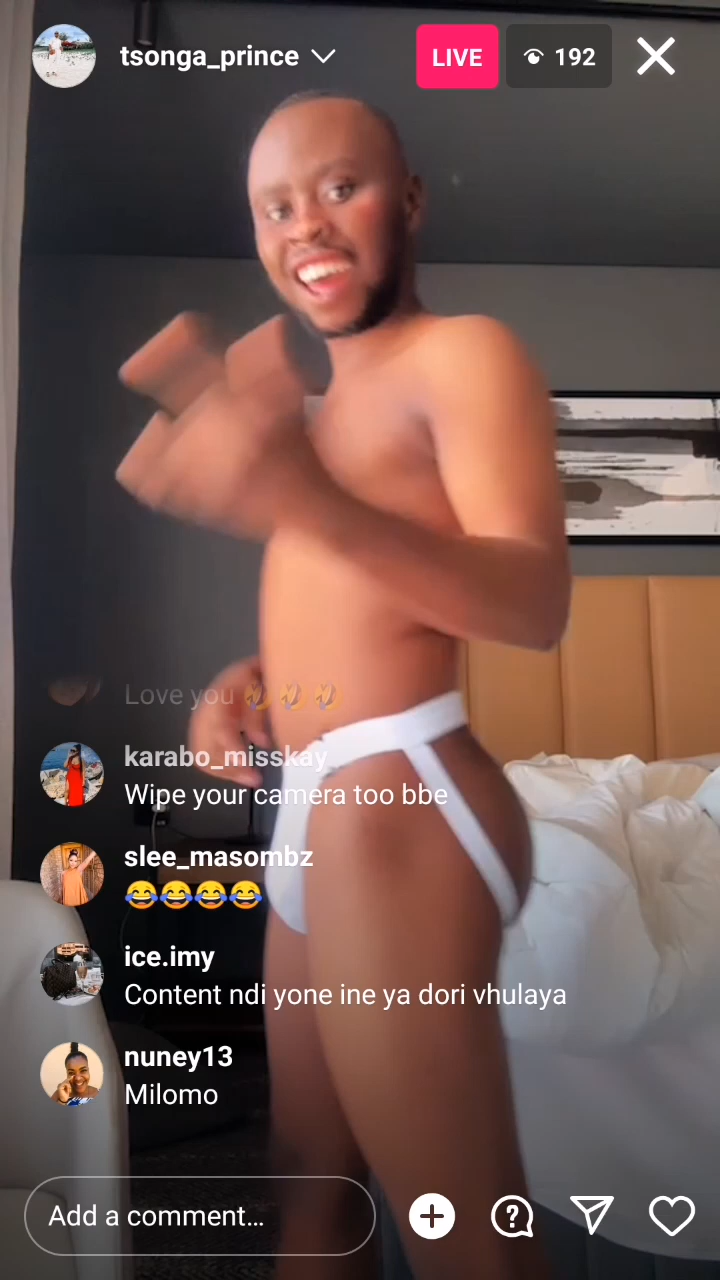 tsonga_prince
LIVE
192
Love you 🤣🤣🤣
karabo_misskay
Wipe your camera too bbe
slee_masombz
😂😂😂😂
ice.imy
Content ndi yone ine ya dori vhulaya
nuney13
Milomo
Add a comment...